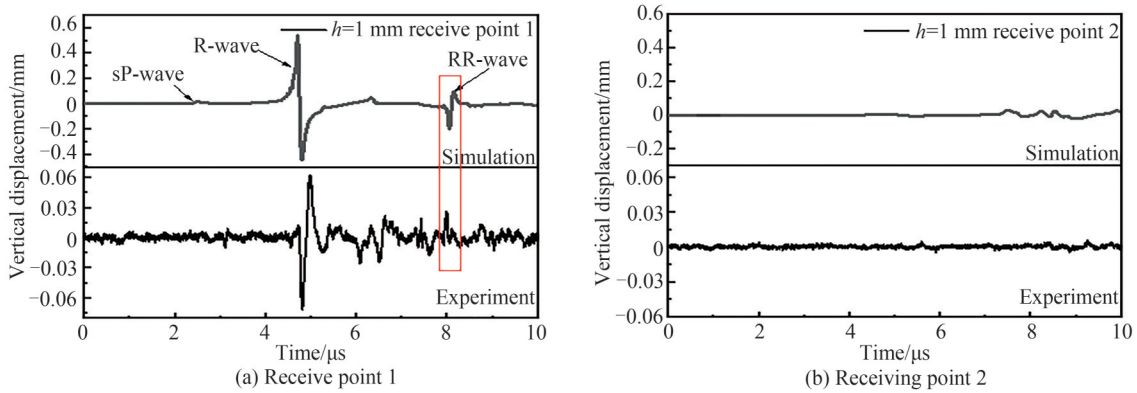 h=1 mm receive point 1
R-wave
sP-wave
RR-wave
Simulation
Experiment
Vertical displacement/mm
0.6
0.4
0.2
0
−0.2
−0.4
0.06
0.03
0
−0.03
−0.06
0 2 4 6 8 10
Time/μs
(a) Receive point 1
h=1 mm receive point 2
Simulation
Experiment
Vertical displacement/mm
0.6
0.4
0.2
0
−0.2
0.06
0.03
0
−0.03
−0.06
0 2 4 6 8 10
Time/μs
(b) Receiving point 2